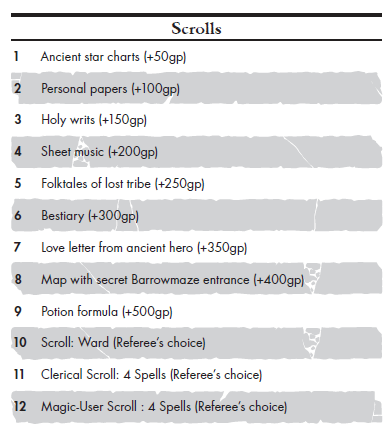 Scrolls
1 Ancient star charts (+50gp)
2 Personal papers (+100gp)
3 Holy writs (+150gp)
4 Sheet music (+200gp)
5 Folktales of lost tribe (+250gp)
6 Bestiary (+300gp)
7 Love letter from ancient hero (+350gp)
8 Map with secret Barrowmaze entrance (+400gp)
9 Potion formula (+500gp)
10 Scroll: Ward (Referee's choice)
11 Clerical Scroll: 4 Spells (Referee's choice)
12 Magic-User Scroll : 4 Spells (Referee's choice)